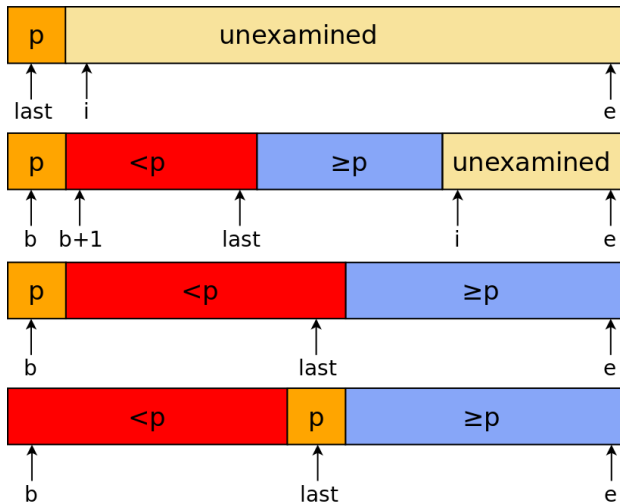 p unexamined
last i e
p <p ≥p unexamined
b b+1 last i e
p <p ≥p
b last e
<p p ≥p
b last e